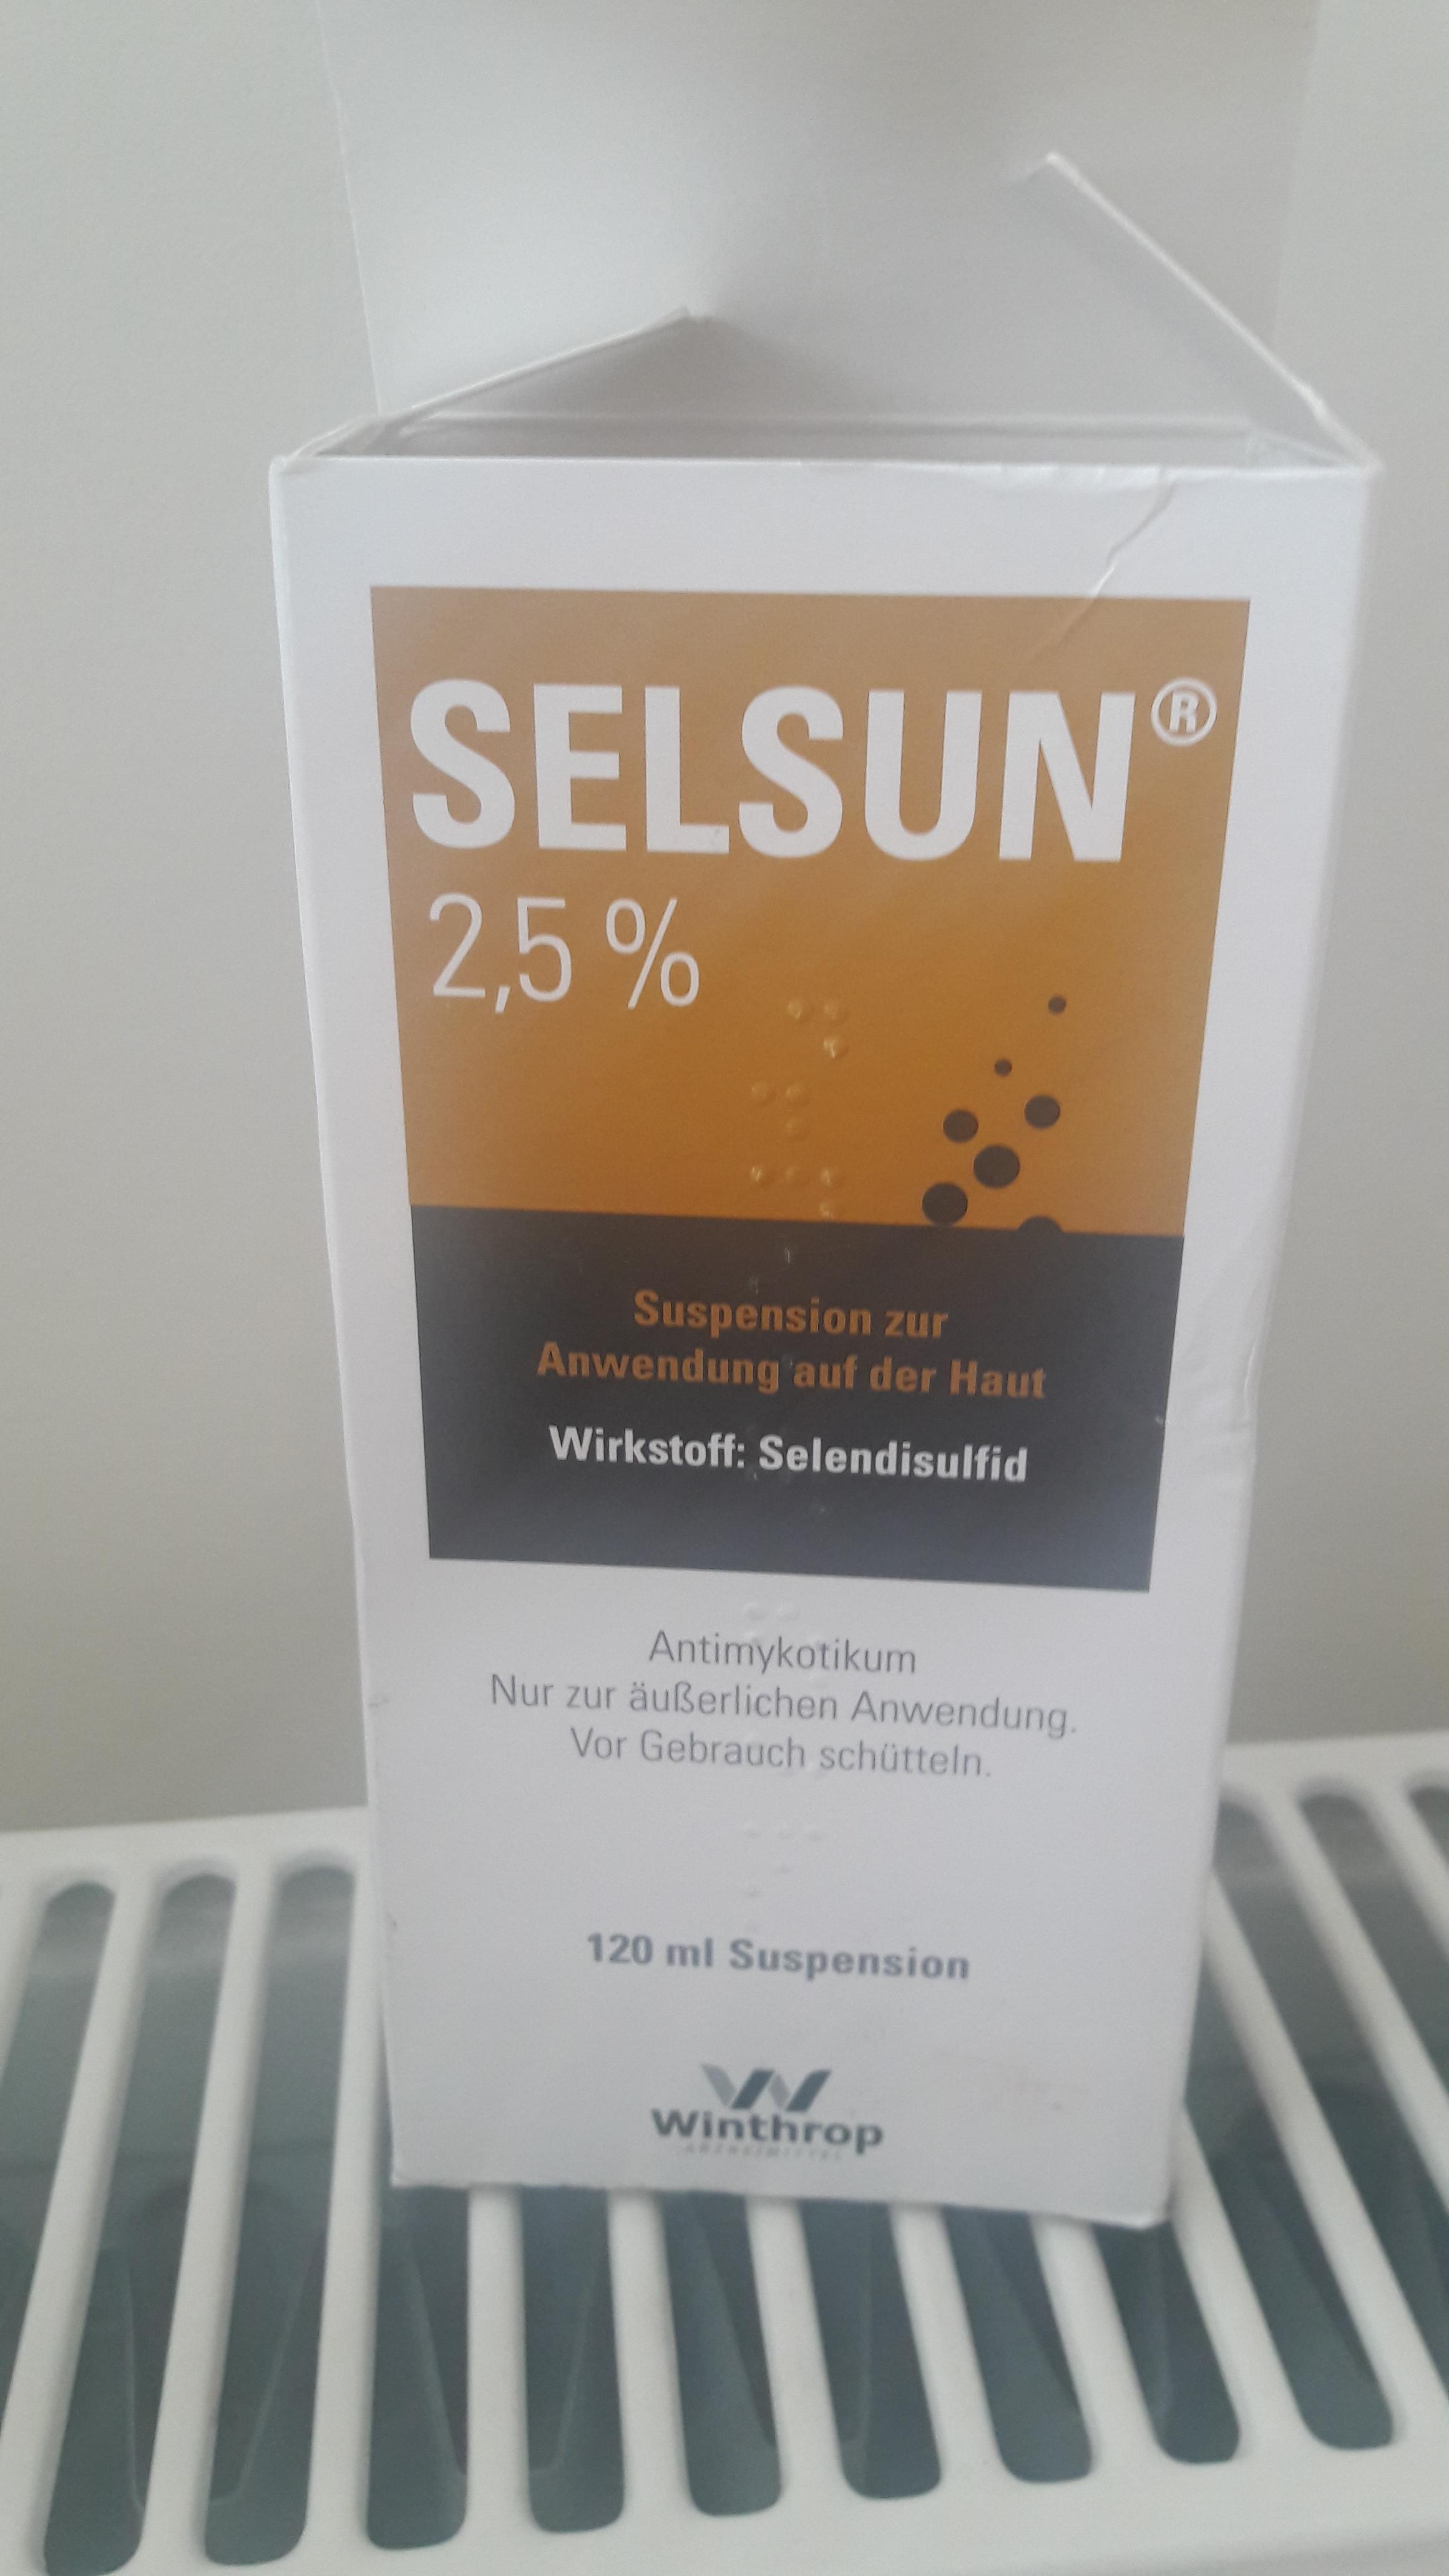 SELSUN®
2,5 %
Suspension zur
Anwendung auf der Haut
Wirkstoff: Selendisulfid
Antimykotikum
Nur zur äußerlichen Anwendung.
Vor Gebrauch schütteln.
120 ml Suspension
Winthrop
ARZNEIMITTEL